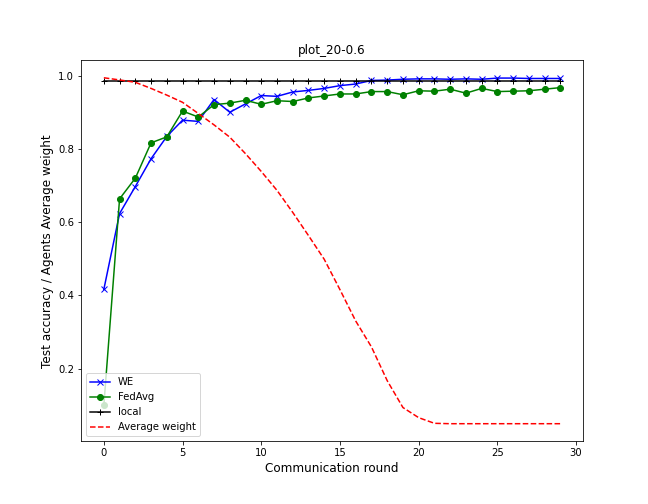 plot_20-0.6
Test accuracy / Agents Average weight
1.0
0.8
0.6
0.4
0.2
WE
FedAvg
local
Average weight
0 5 10 15 20 25 30
Communication round